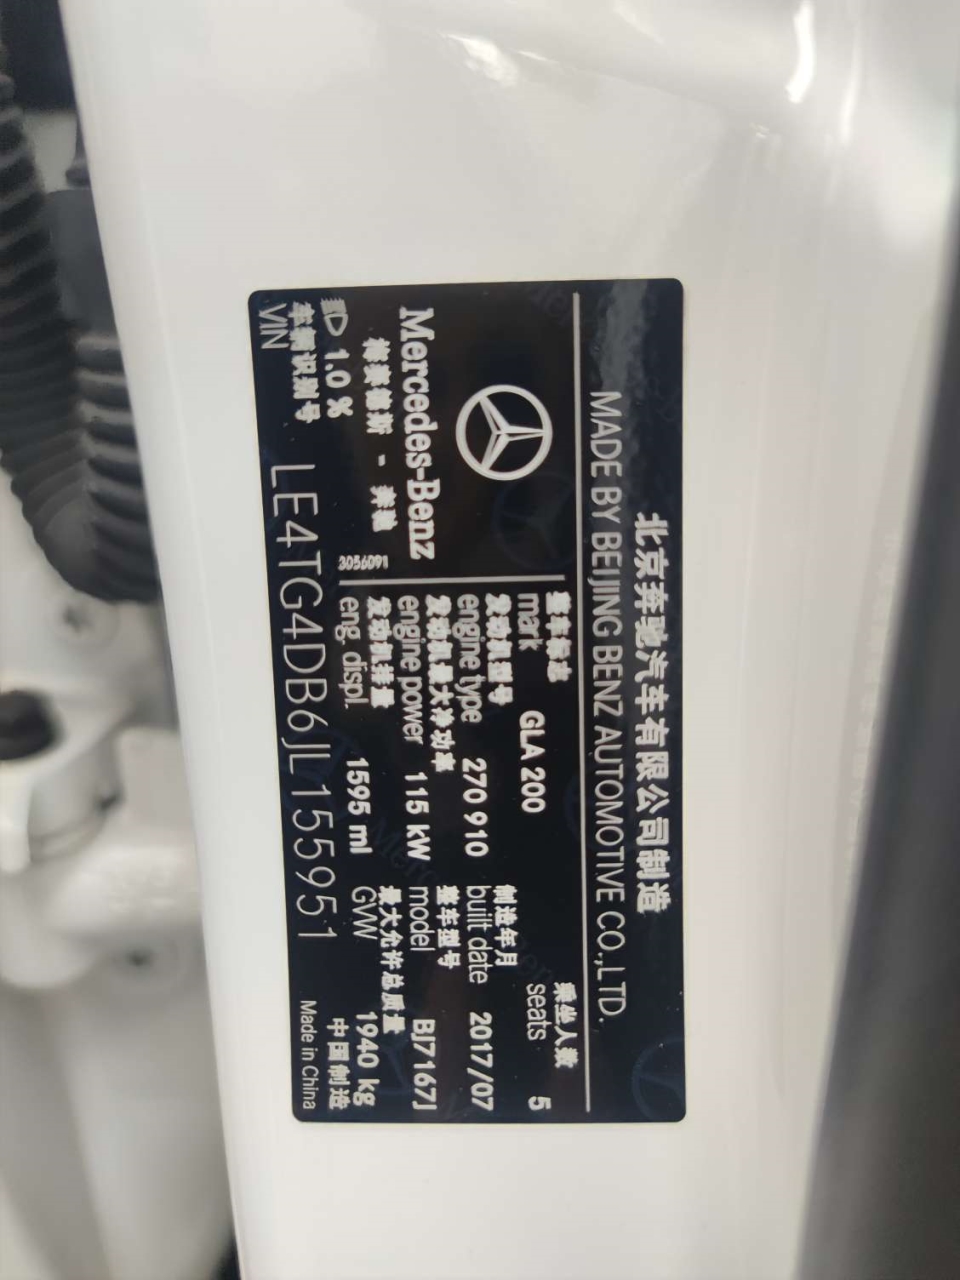 北京奔驰汽车有限公司制造
MADE BY BEIJING BENZ AUTOMOTIVE CO.,LTD.
Mercedes-Benz
梅赛德斯 - 奔驰
1.0 %
3056091
整车标志
mark GLA 200
乘坐人数
seats 5
发动机型号
engine type 270 910
制造年月
built date 2017/07
发动机最大净功率
engine power 115 kW
整车型号
model BJ7167J
发动机排量
eng. displ. 1595 ml
最大允许总质量
GVW 1940 kg
车辆识别号
VIN LE4TG4DB6JL155951
中国制造
Made in China